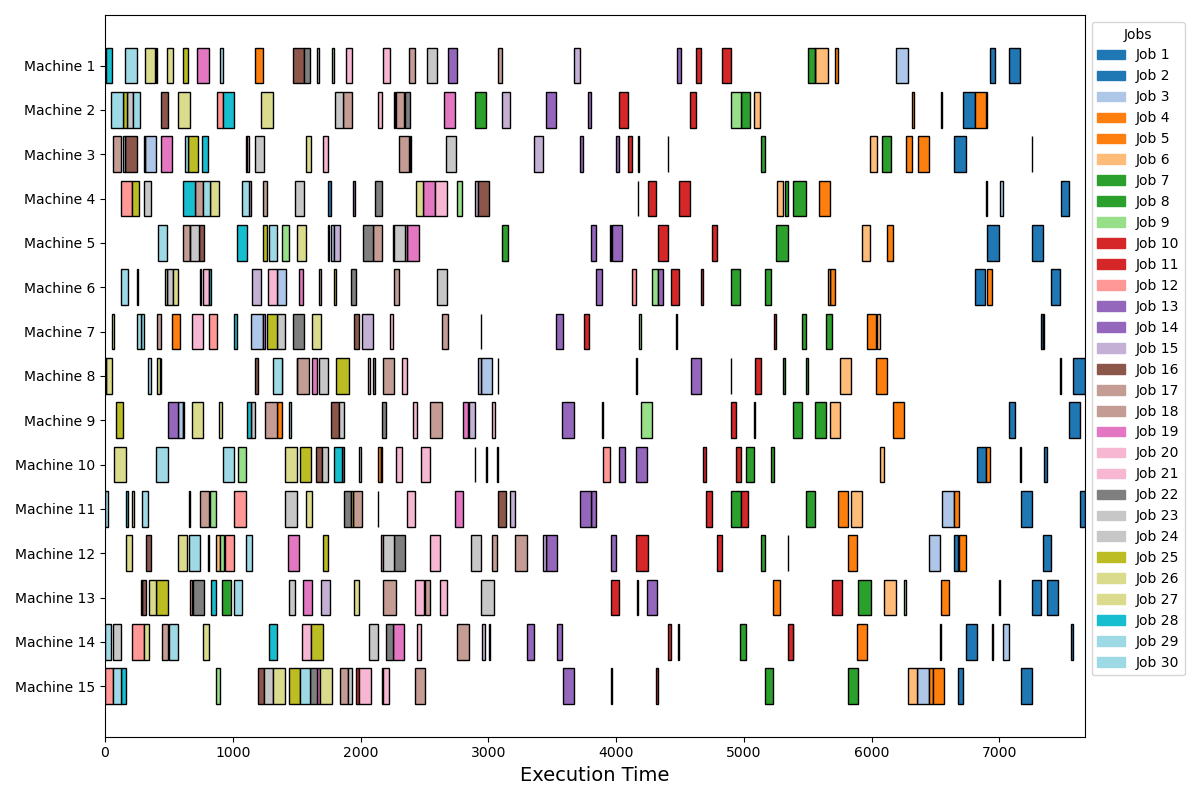 Machine 1
Machine 2
Machine 3
Machine 4
Machine 5
Machine 6
Machine 7
Machine 8
Machine 9
Machine 10
Machine 11
Machine 12
Machine 13
Machine 14
Machine 15
0 1000 2000 3000 4000 5000 6000 7000
Execution Time
Jobs
Job 1
Job 2
Job 3
Job 4
Job 5
Job 6
Job 7
Job 8
Job 9
Job 10
Job 11
Job 12
Job 13
Job 14
Job 15
Job 16
Job 17
Job 18
Job 19
Job 20
Job 21
Job 22
Job 23
Job 24
Job 25
Job 26
Job 27
Job 28
Job 29
Job 30